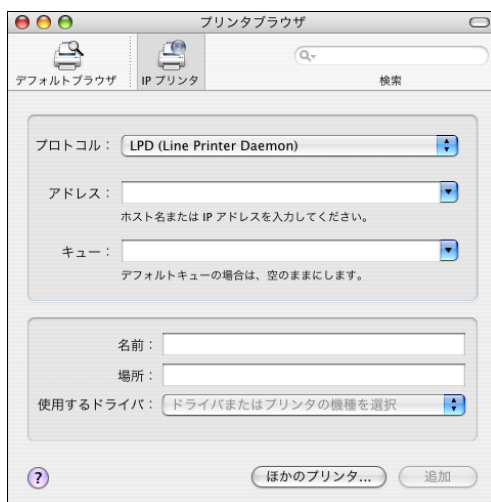 プリンタブラウザ
デフォルトブラウザ
IP プリンタ
検索
プロトコル： LPD (Line Printer Daemon)
アドレス：
ホスト名または IP アドレスを入力してください。
キュー：
デフォルトキューの場合は、空のままにします。
名前：
場所：
使用するドライバ： ドライバまたはプリンタの機種を選択
?
ほかのプリンタ...
追加